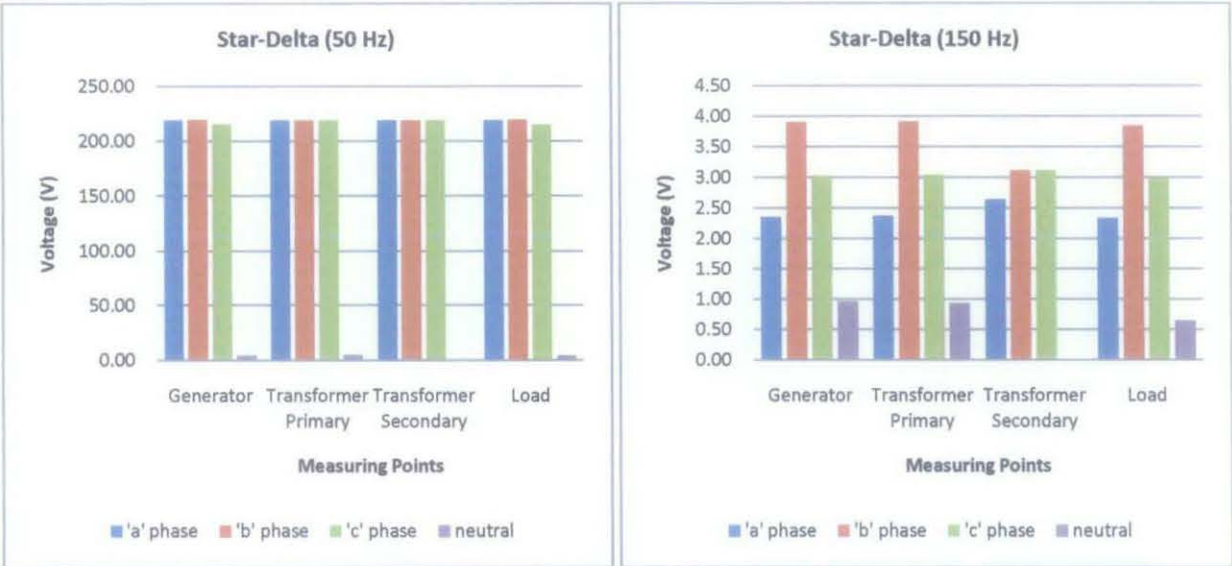 Star-Delta (50 Hz)
250.00
200.00
150.00
100.00
50.00
0.00
Voltage (V)
Generator
Transformer
Primary
Transformer
Secondary
Load
Measuring Points
'a' phase
'b' phase
'c' phase
neutral
Star-Delta (150 Hz)
4.50
4.00
3.50
3.00
2.50
2.00
1.50
1.00
0.50
0.00
Voltage (V)
Generator
Transformer
Primary
Transformer
Secondary
Load
Measuring Points
'a' phase
'b' phase
'c' phase
neutral